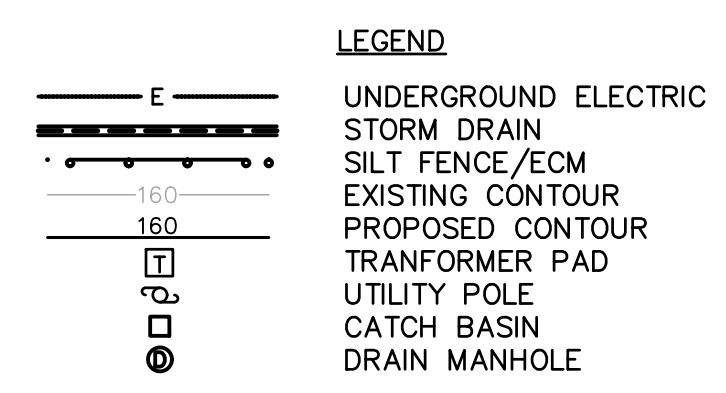 LEGEND
E UNDERGROUND ELECTRIC
STORM DRAIN
SILT FENCE/ECM
160 EXISTING CONTOUR
160 PROPOSED CONTOUR
T TRANFORMER PAD
UTILITY POLE
CATCH BASIN
D DRAIN MANHOLE